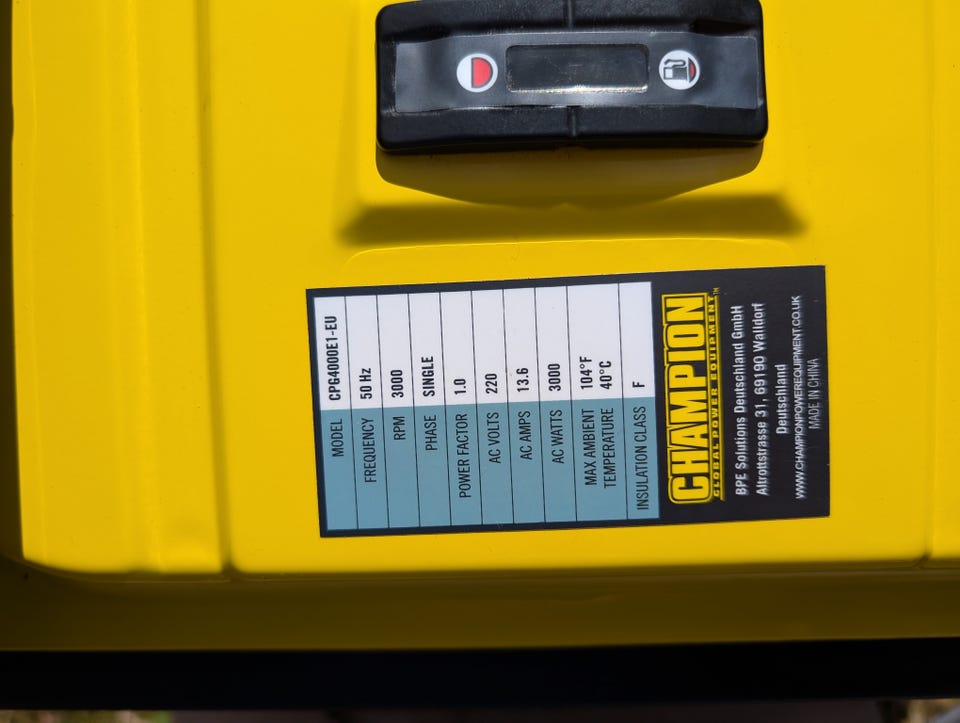 MODEL CPG4000E1-EU
FREQUENCY 50 Hz
RPM 3000
PHASE SINGLE
POWER FACTOR 1.0
AC VOLTS 220
AC AMPS 13.6
AC WATTS 3000
MAX AMBIENT 104°F
TEMPERATURE 40°C
INSULATION CLASS F
CHAMPION
GLOBAL POWER EQUIPMENT™
BPE Solutions Deutschland GmbH
Altrottstrasse 31, 69190 Walldorf
Deutschland
WWW.CHAMPIONPOWEREQUIPMENT.CO.UK
MADE IN CHINA